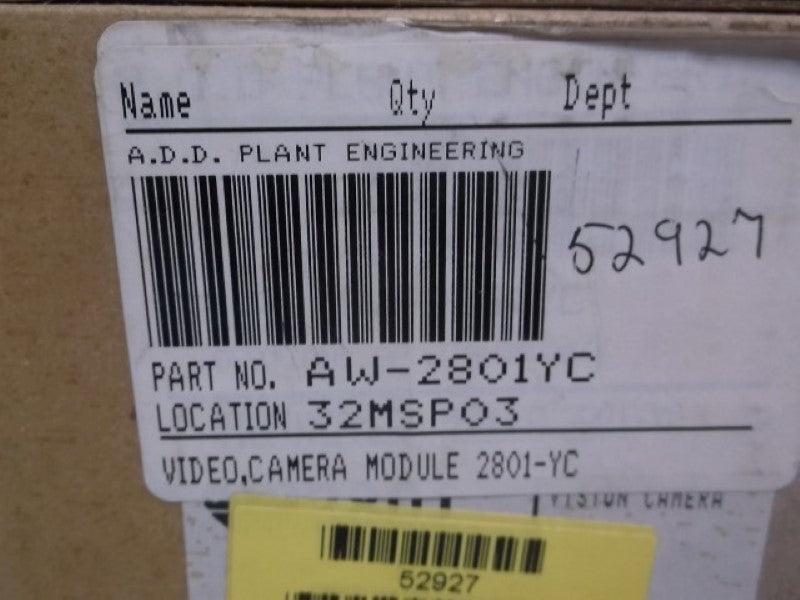 Name Qty Dept
A.D.D. PLANT ENGINEERING
52927
PART NO. AW-2801YC
LOCATION 32MSP03
VIDEO,CAMERA MODULE 2801-YC
VISION CAMERA
52927